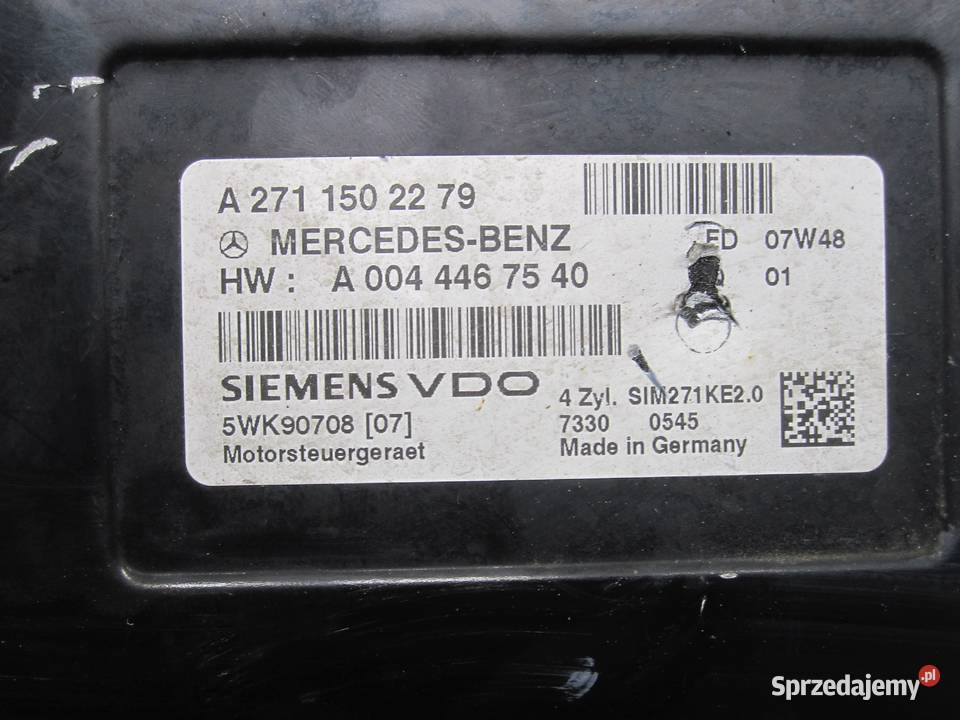 A 271 150 22 79
MERCEDES-BENZ
ED 07W48
HW : A 004 446 75 40
01
SIEMENS VDO
4 Zyl. SIM271KE2.0
5WK90708 [07]
7330 0545
Motorsteuergeraet
Made in Germany
Sprzedajemy.pl